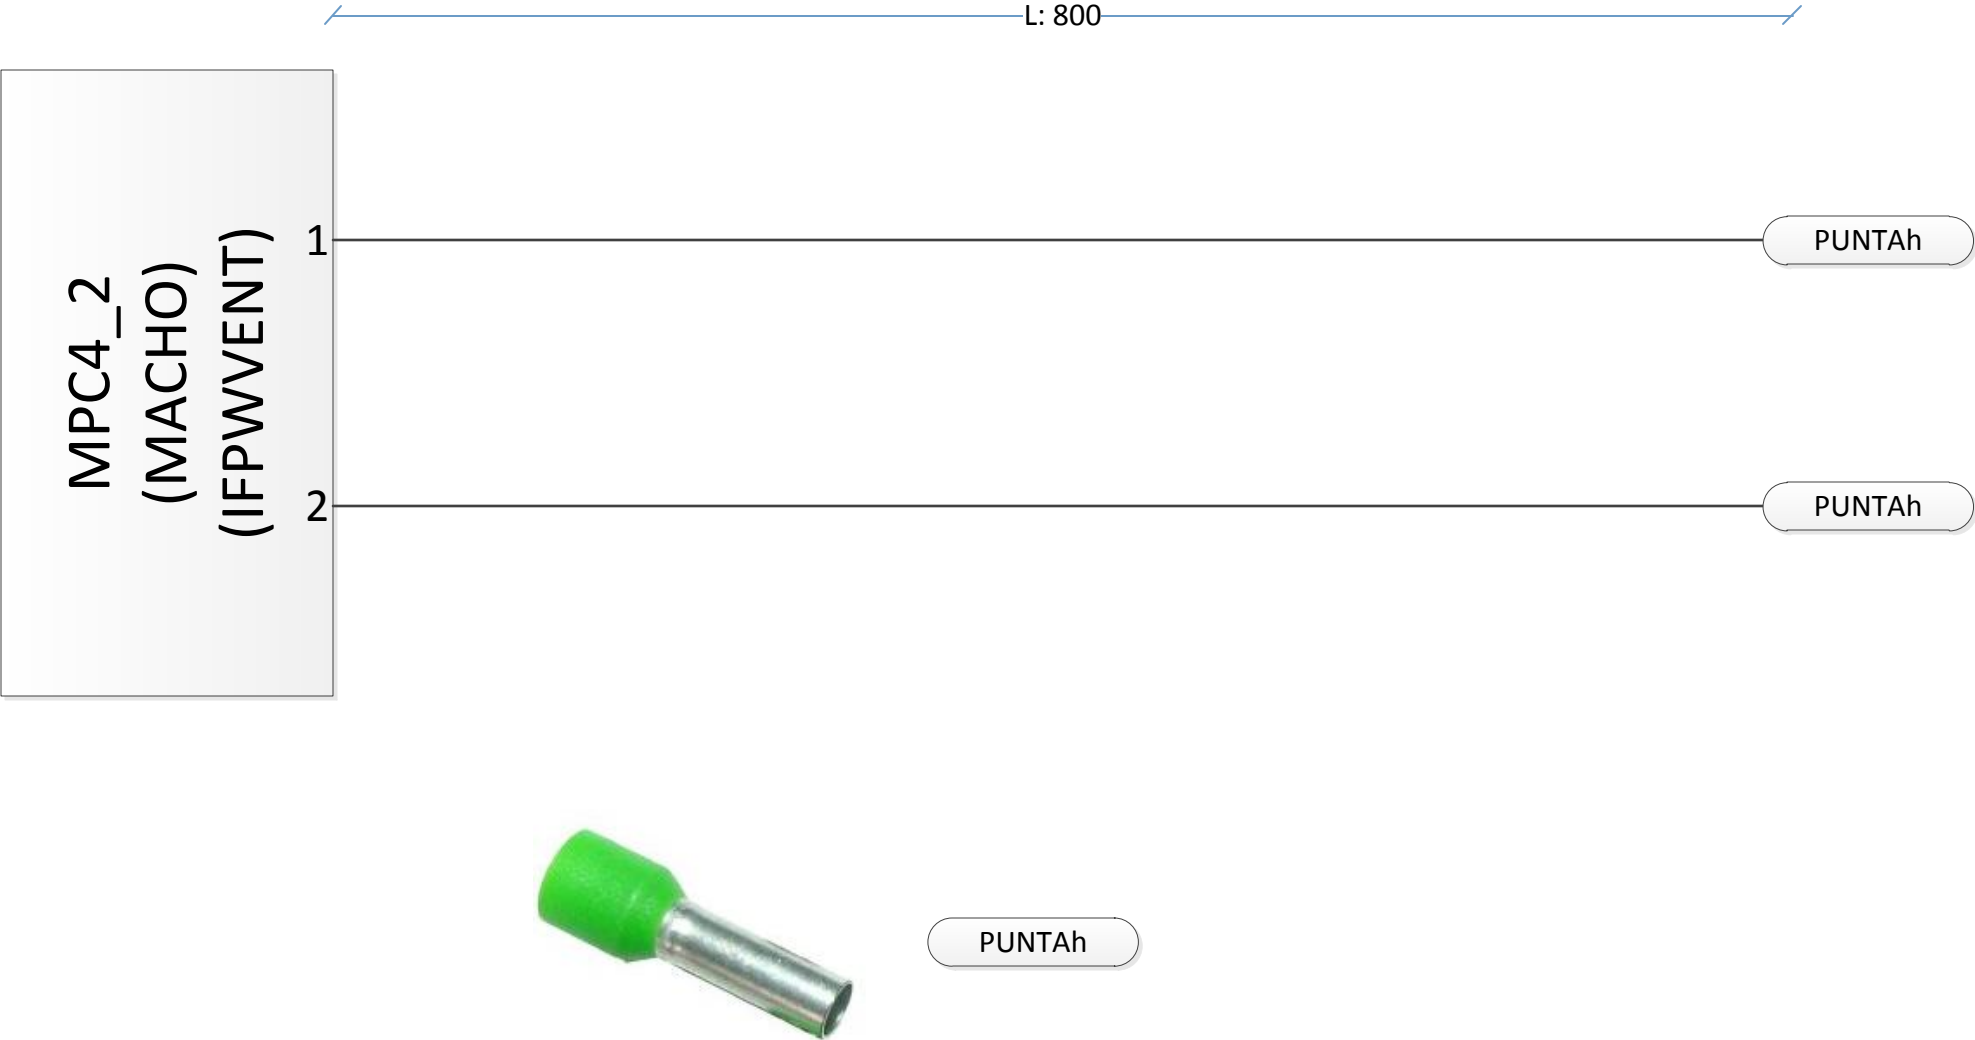 L: 800
MPC4_2
(MACHO)
(IFPWVENT)
1
PUNTAh
2
PUNTAh
PUNTAh